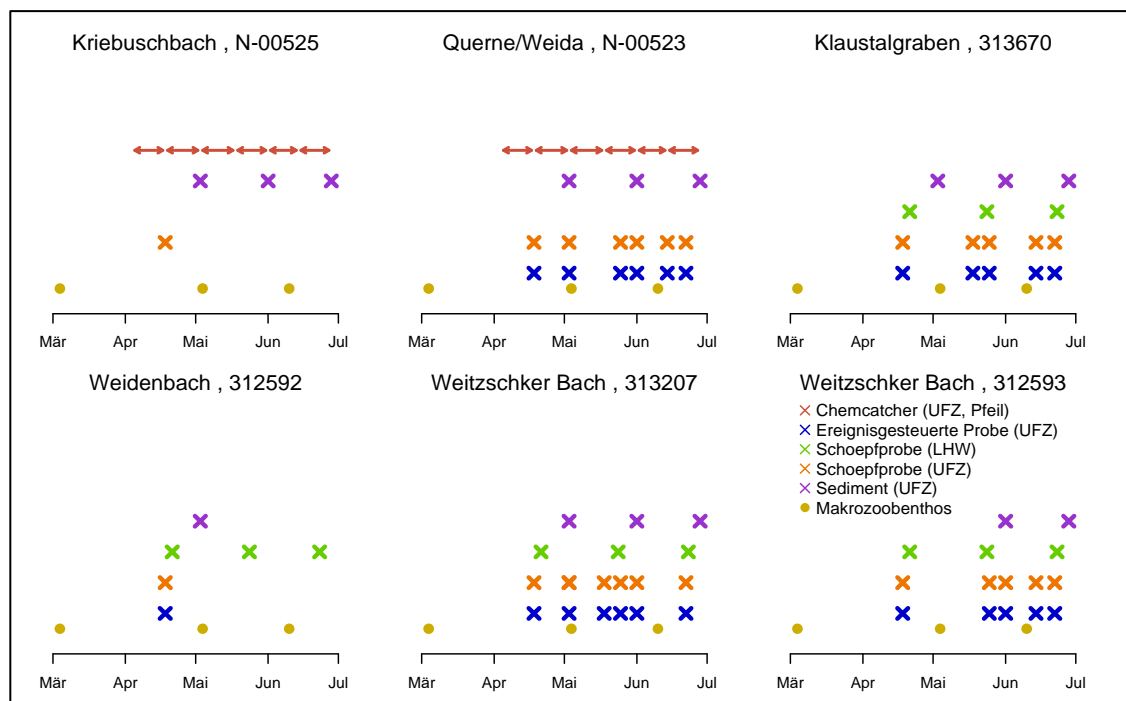 Kriebuschbach , N-00525
Querne/Weida , N-00523
Klaustalgraben , 313670
Mär Apr Mai Jun Jul
Mär Apr Mai Jun Jul
Mär Apr Mai Jun Jul
Weidenbach , 312592
Weitzschker Bach , 313207
Weitzschker Bach , 312593
Chemcatcher (UFZ, Pfeil)
Ereignisgesteuerte Probe (UFZ)
Schoepfprobe (LHW)
Schoepfprobe (UFZ)
Sediment (UFZ)
Makrozoobenthos
Mär Apr Mai Jun Jul
Mär Apr Mai Jun Jul
Mär Apr Mai Jun Jul